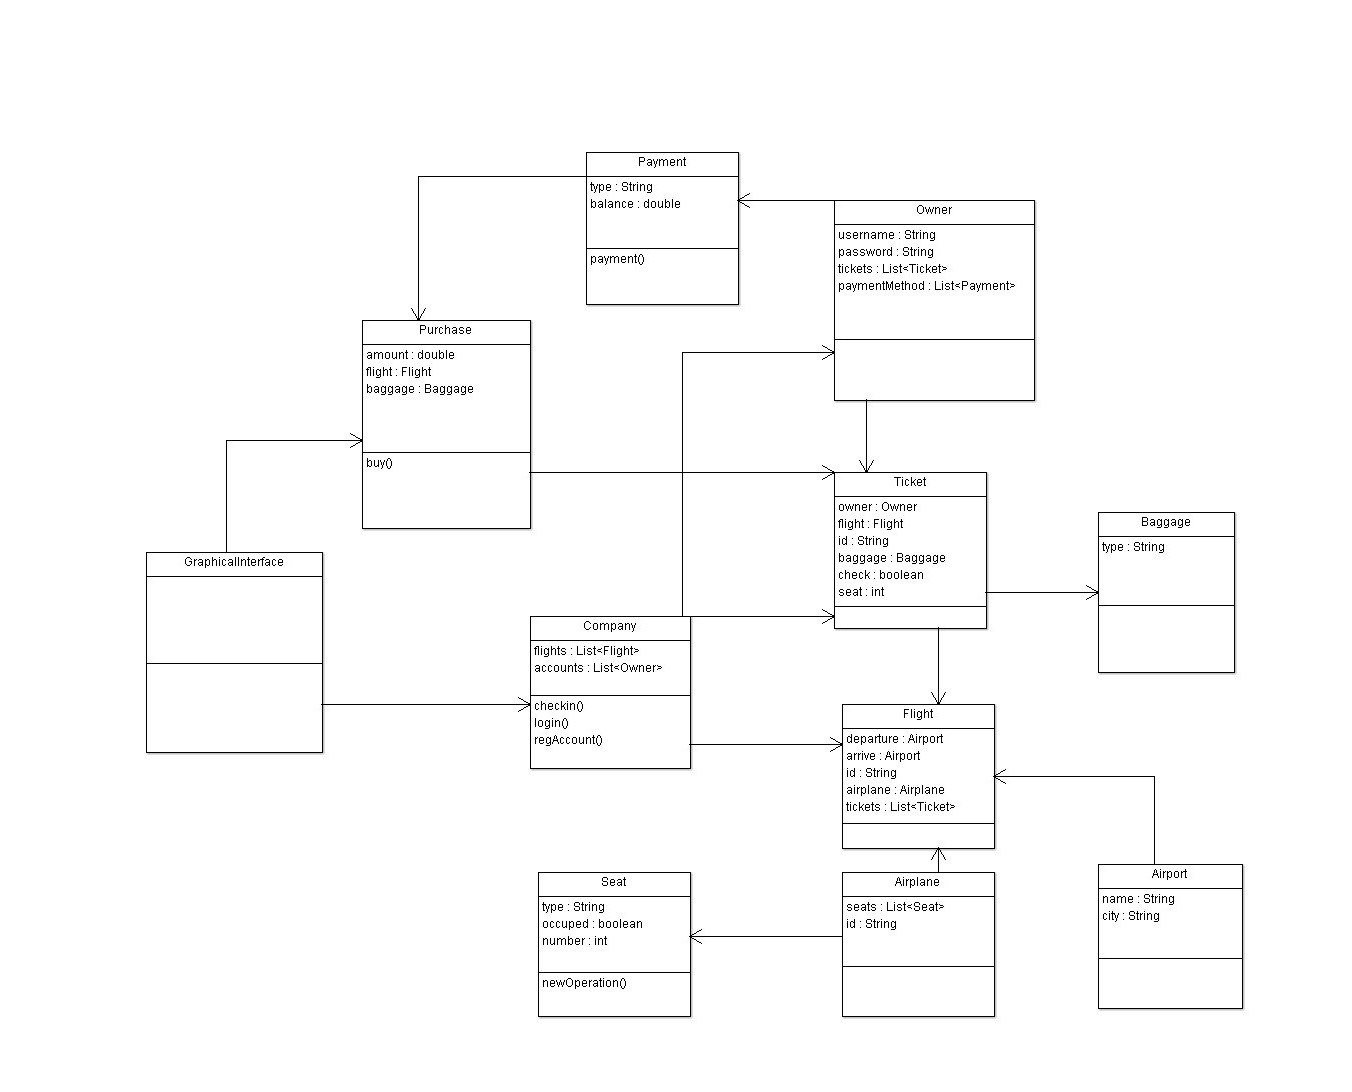 Payment
type : String
balance : double
payment()
Owner
username : String
password : String
tickets : List<Ticket>
paymentMethod : List<Payment>
Purchase
amount : double
flight : Flight
baggage : Baggage
buy()
Ticket
owner : Owner
flight : Flight
id : String
baggage : Baggage
check : boolean
seat : int
Baggage
type : String
GraphicalInterface
Company
flights : List<Flight>
accounts : List<Owner>
checkin()
login()
regAccount()
Flight
departure : Airport
arrive : Airport
id : String
airplane : Airplane
tickets : List<Ticket>
Seat
type : String
occuped : boolean
number : int
newOperation()
Airplane
seats : List<Seat>
id : String
Airport
name : String
city : String